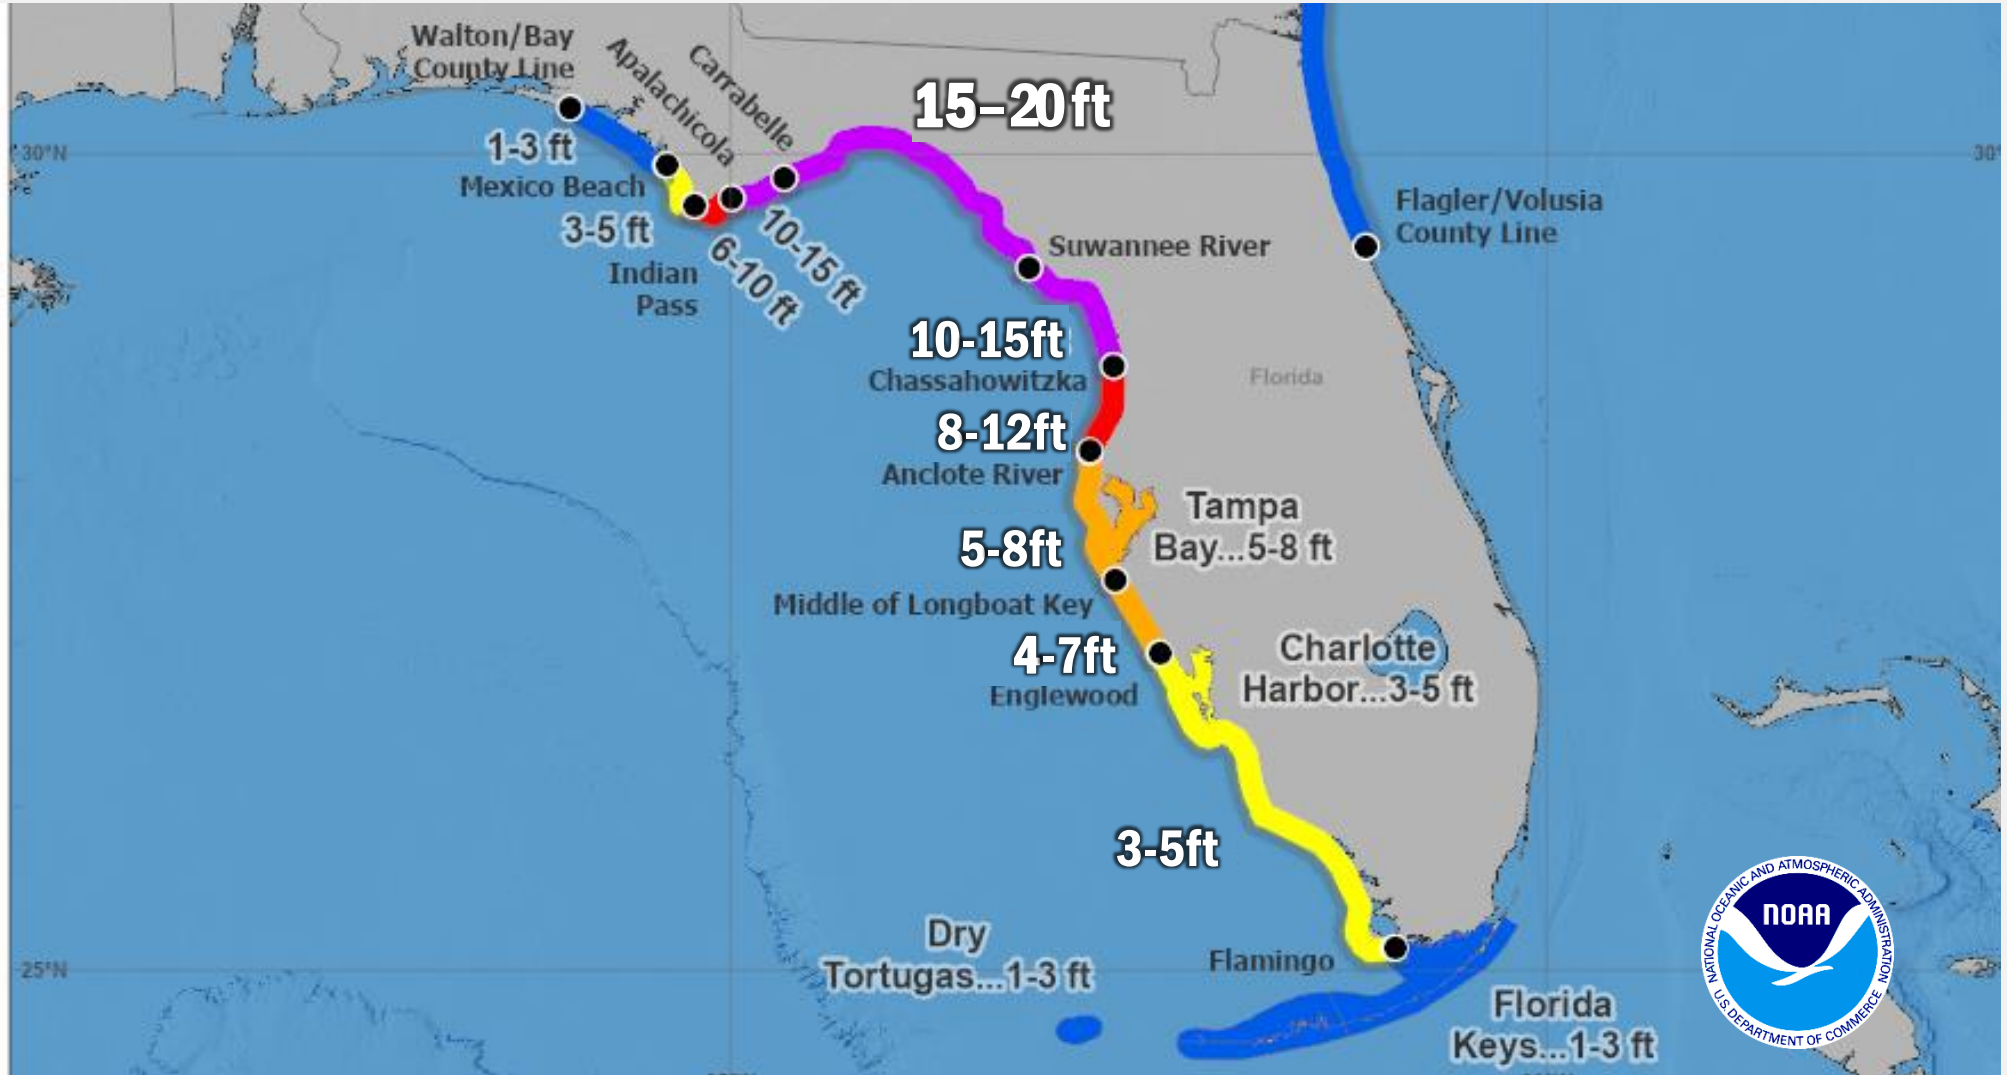 Walton/Bay
County Line
Apalachicola
Carrabelle
15-20ft
1-3 ft
30°N
30°
Mexico Beach
3-5 ft
Indian
Pass
6-10 ft
10-15 ft
Suwannee River
Flagler/Volusia
County Line
10-15ft
Chassahowitzka
Florida
8-12ft
Anclote River
Tampa
Bay...5-8 ft
5-8ft
Middle of Longboat Key
4-7ft
Englewood
Charlotte
Harbor...3-5 ft
3-5ft
Dry
Tortugas...1-3 ft
Flamingo
25°N
Florida
Keys...1-3 ft
NATIONAL OCEANIC AND ATMOSPHERIC ADMINISTRATION
NOAA
U.S. DEPARTMENT OF COMMERCE